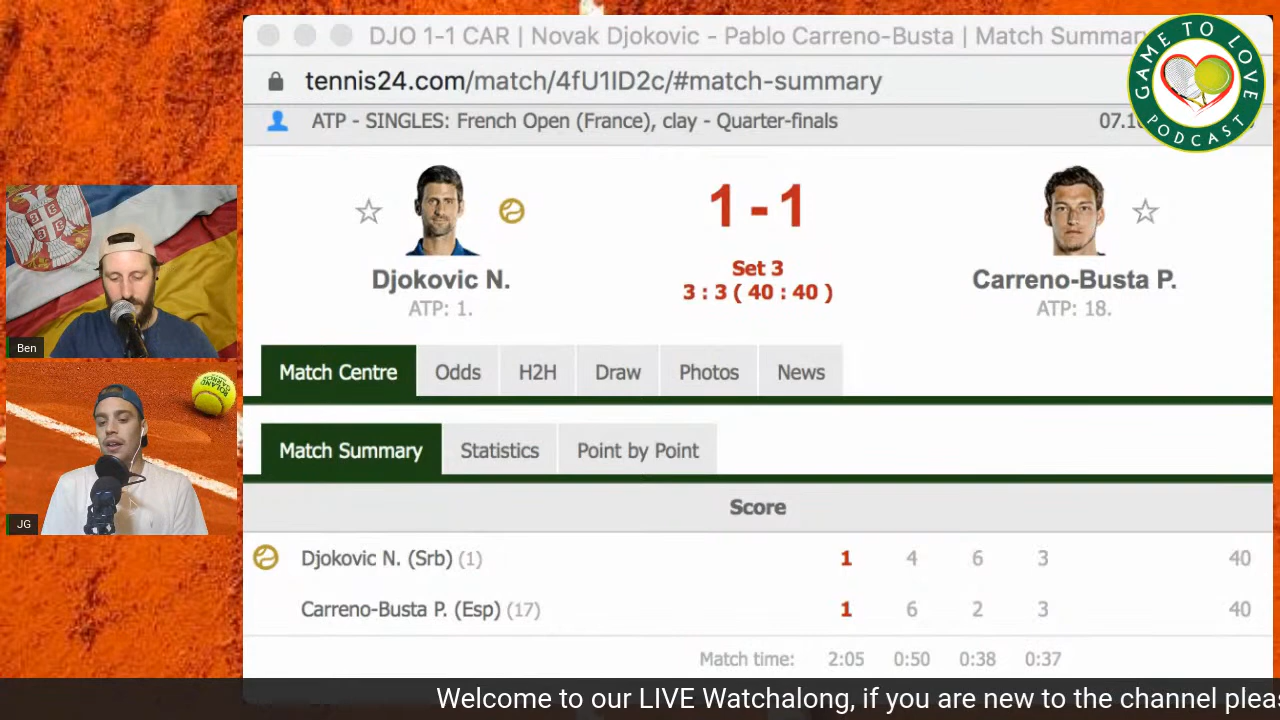 DJO 1-1 CAR | Novak Djokovic - Pablo Carreno-Busta | Match Summary
tennis24.com/match/4fU1lD2c/#match-summary
GAME TO LOVE PODCAST
ATP - SINGLES: French Open (France), clay - Quarter-finals
1 - 1
Set 3
3 : 3 ( 40 : 40 )
Djokovic N.
ATP: 1.
Carreno-Busta P.
ATP: 18.
Match Centre Odds H2H Draw Photos News
Match Summary Statistics Point by Point
Score
Djokovic N. (Srb) (1) 1 4 6 3 40
Carreno-Busta P. (Esp) (17) 1 6 2 3 40
Match time: 2:05 0:50 0:38 0:37
Ben
ROLAND GARROS
JG
Welcome to our LIVE Watchalong, if you are new to the channel